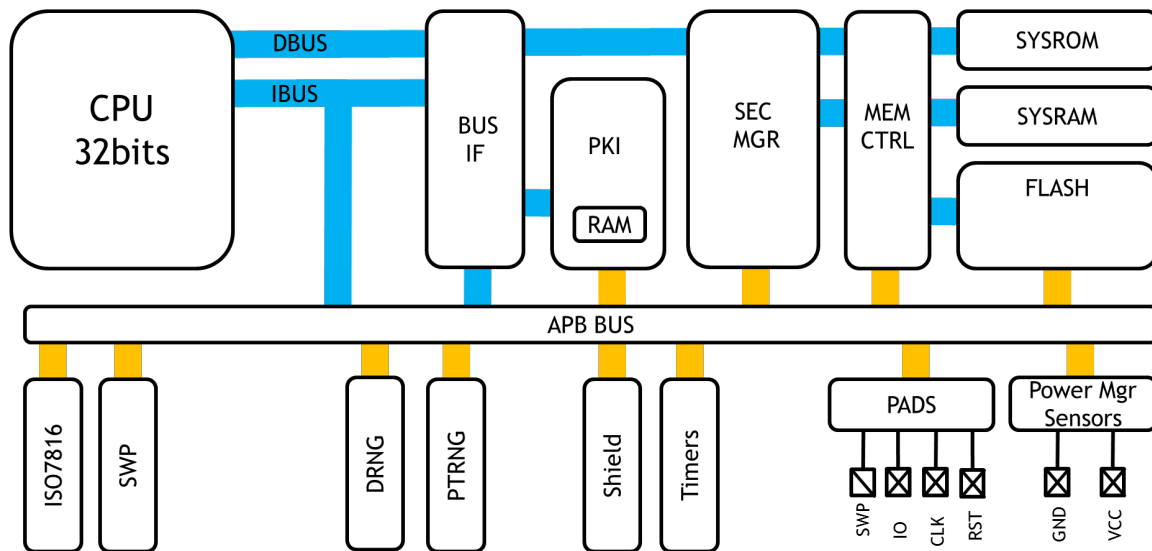 CPU
32bits
DBUS
IBUS
BUS
IF
PKI
RAM
SEC
MGR
MEM
CTRL
SYSROM
SYSRAM
FLASH
APB BUS
ISO7816
SWP
DRNG
PTRNG
Shield
Timers
PADS
SWP
IO
CLK
RST
Power Mgr
Sensors
GND
VCC